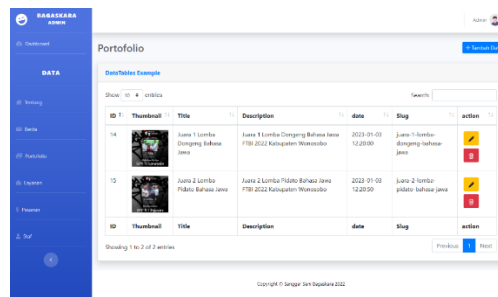 BAGASKARA
ADMIN
Admin
Dashboard
Portofolio
+ Tambah Data
DATA
DataTables Example
Show 10 entries
Search:
Tentang
ID Thumbnail Title Description date Slug action
Berita
14 Juara 1 Lomba Dongeng Bahasa Jawa
Juara 1 Lomba Dongeng Bahasa Jawa FTBI 2022 Kabupaten Wonosobo
2023-01-03 12:20:00
juara-1-lomba-dongeng-bahasa-jawa
Portofolio
15 Juara 2 Lomba Pidato Bahasa Jawa
Juara 2 Lomba Pidato Bahasa Jawa FTBI 2022 Kabupaten Wonosobo
2023-01-03 12:20:50
juara-2-lomba-pidato-bahasa-jawa
Layanan
Pesanan
Staf
ID Thumbnail Title Description date Slug action
Showing 1 to 2 of 2 entries
Previous 1 Next
Copyright © Sanggar Seni Bagaskara 2022